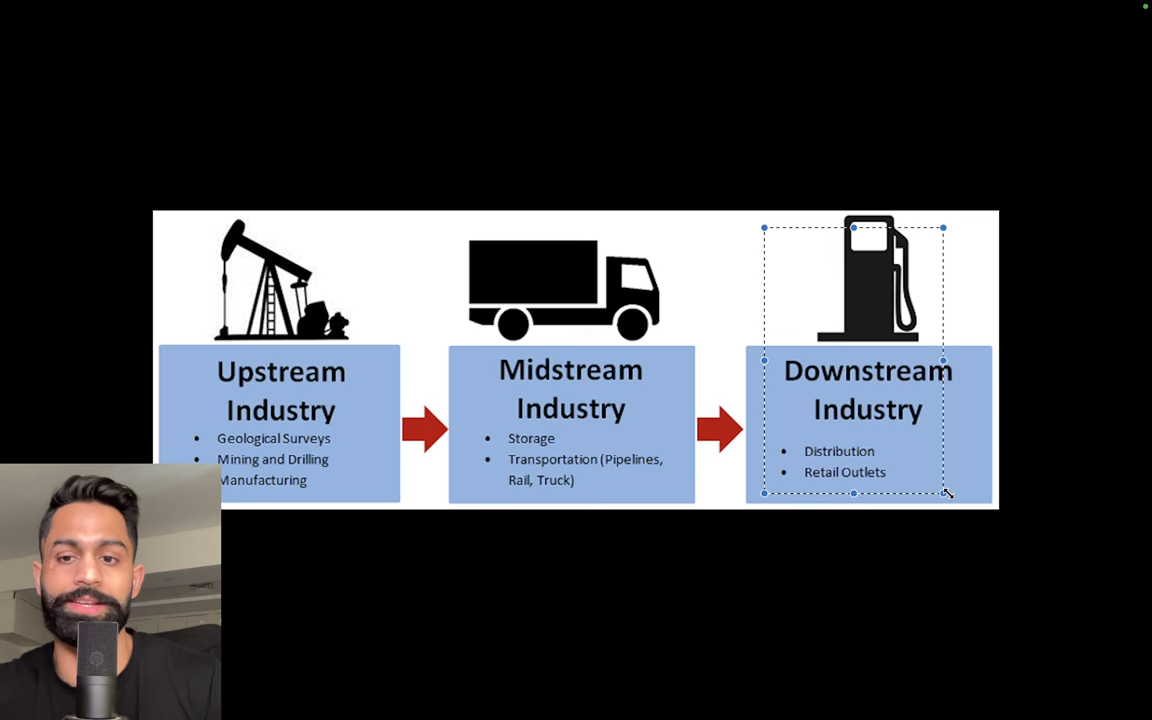 Upstream
Industry
• Geological Surveys
• Mining and Drilling
Manufacturing
Midstream
Industry
• Storage
• Transportation (Pipelines,
Rail, Truck)
Downstream
Industry
• Distribution
• Retail Outlets